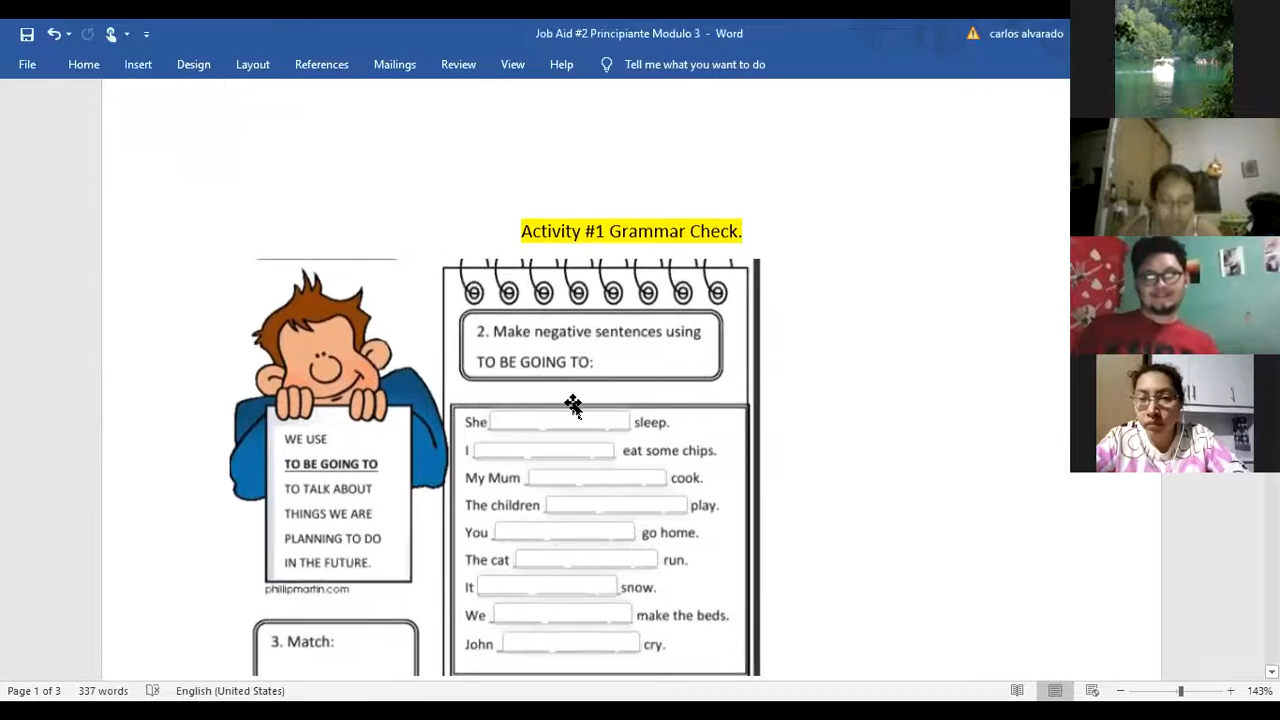 Job Aid #2 Principiante Modulo 3 - Word
carlos alvarado
File Home Insert Design Layout References Mailings Review View Help Tell me what you want to do
Activity #1 Grammar Check.
WE USE
TO BE GOING TO
TO TALK ABOUT
THINGS WE ARE
PLANNING TO DO
IN THE FUTURE.
phillipmartin.com
3. Match:
2. Make negative sentences using
TO BE GOING TO:
She sleep.
I eat some chips.
My Mum cook.
The children play.
You go home.
The cat run.
It snow.
We make the beds.
John cry.
Page 1 of 3 337 words English (United States) 143%